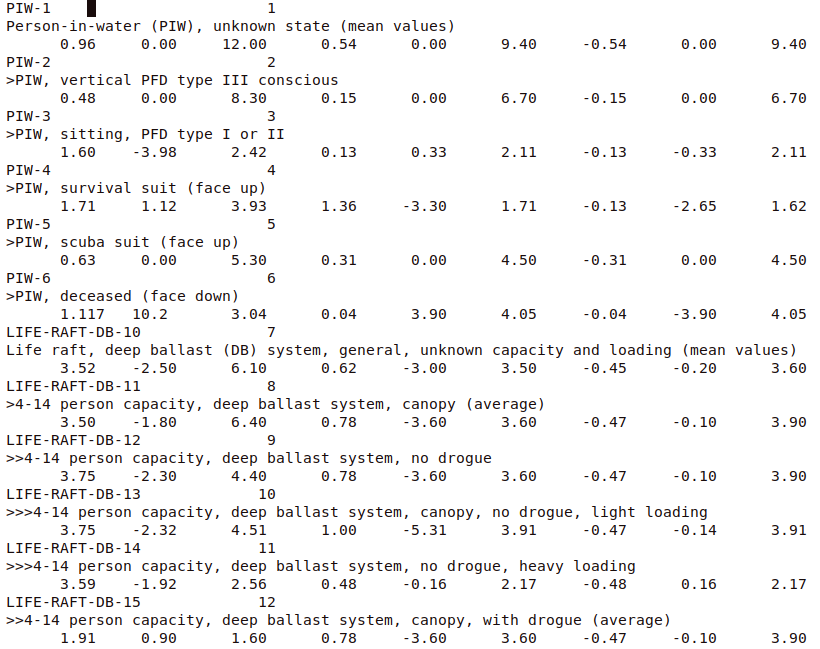 PIW-1                        1
Person-in-water (PIW), unknown state (mean values)
      0.96     0.00     12.00      0.54      0.00      9.40     -0.54      0.00      9.40
PIW-2                        2
>PIW, vertical PFD type III conscious
      0.48     0.00      8.30      0.15      0.00      6.70     -0.15      0.00      6.70
PIW-3                        3
>PIW, sitting, PFD type I or II
      1.60    -3.98      2.42      0.13      0.33      2.11     -0.13     -0.33      2.11
PIW-4                        4
>PIW, survival suit (face up)
      1.71     1.12      3.93      1.36     -3.30      1.71     -0.13     -2.65      1.62
PIW-5                        5
>PIW, scuba suit (face up)
      0.63     0.00      5.30      0.31      0.00      4.50     -0.31      0.00      4.50
PIW-6                        6
>PIW, deceased (face down)
      1.117   10.2       3.04      0.04      3.90      4.05     -0.04     -3.90      4.05
LIFE-RAFT-DB-10              7
Life raft, deep ballast (DB) system, general, unknown capacity and loading (mean values)
      3.52    -2.50      6.10      0.62     -3.00      3.50     -0.45     -0.20      3.60
LIFE-RAFT-DB-11              8
>4-14 person capacity, deep ballast system, canopy (average)
      3.50    -1.80      6.40      0.78     -3.60      3.60     -0.47     -0.10      3.90
LIFE-RAFT-DB-12              9
>>4-14 person capacity, deep ballast system, no drogue
      3.75    -2.30      4.40      0.78     -3.60      3.60     -0.47     -0.10      3.90
LIFE-RAFT-DB-13             10
>>>4-14 person capacity, deep ballast system, canopy, no drogue, light loading
      3.75    -2.32      4.51      1.00     -5.31      3.91     -0.47     -0.14      3.91
LIFE-RAFT-DB-14             11
>>>4-14 person capacity, deep ballast system, no drogue, heavy loading
      3.59    -1.92      2.56      0.48     -0.16      2.17     -0.48      0.16      2.17
LIFE-RAFT-DB-15             12
>>4-14 person capacity, deep ballast system, canopy, with drogue (average)
      1.91     0.90      1.60      0.78     -3.60      3.60     -0.47     -0.10      3.90